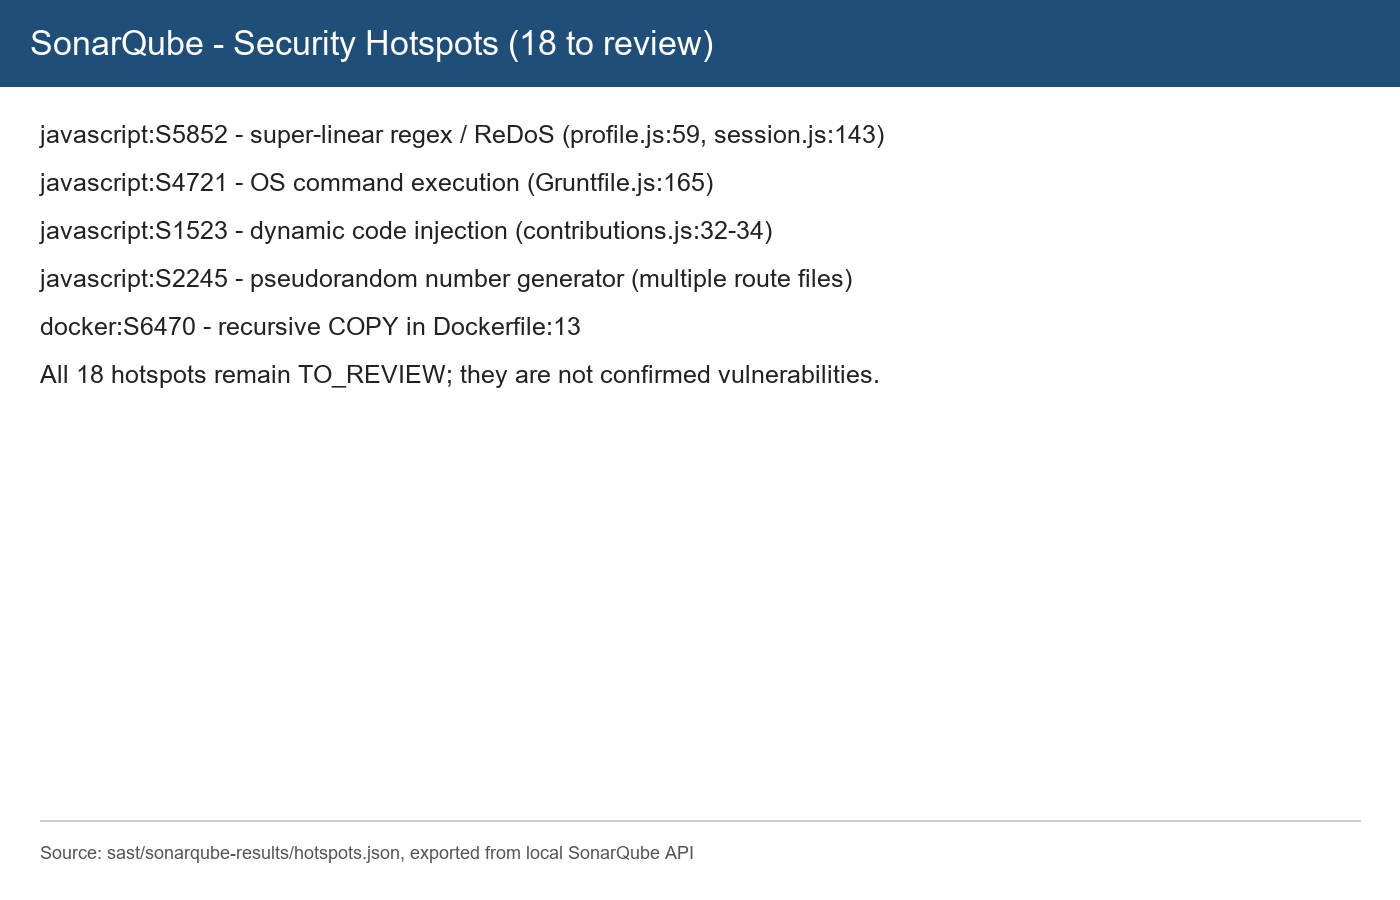 SonarQube - Security Hotspots (18 to review)
javascript:S5852 - super-linear regex / ReDoS (profile.js:59, session.js:143)
javascript:S4721 - OS command execution (Gruntfile.js:165)
javascript:S1523 - dynamic code injection (contributions.js:32-34)
javascript:S2245 - pseudorandom number generator (multiple route files)
docker:S6470 - recursive COPY in Dockerfile:13
All 18 hotspots remain TO_REVIEW; they are not confirmed vulnerabilities.
Source: sast/sonarqube-results/hotspots.json, exported from local SonarQube API